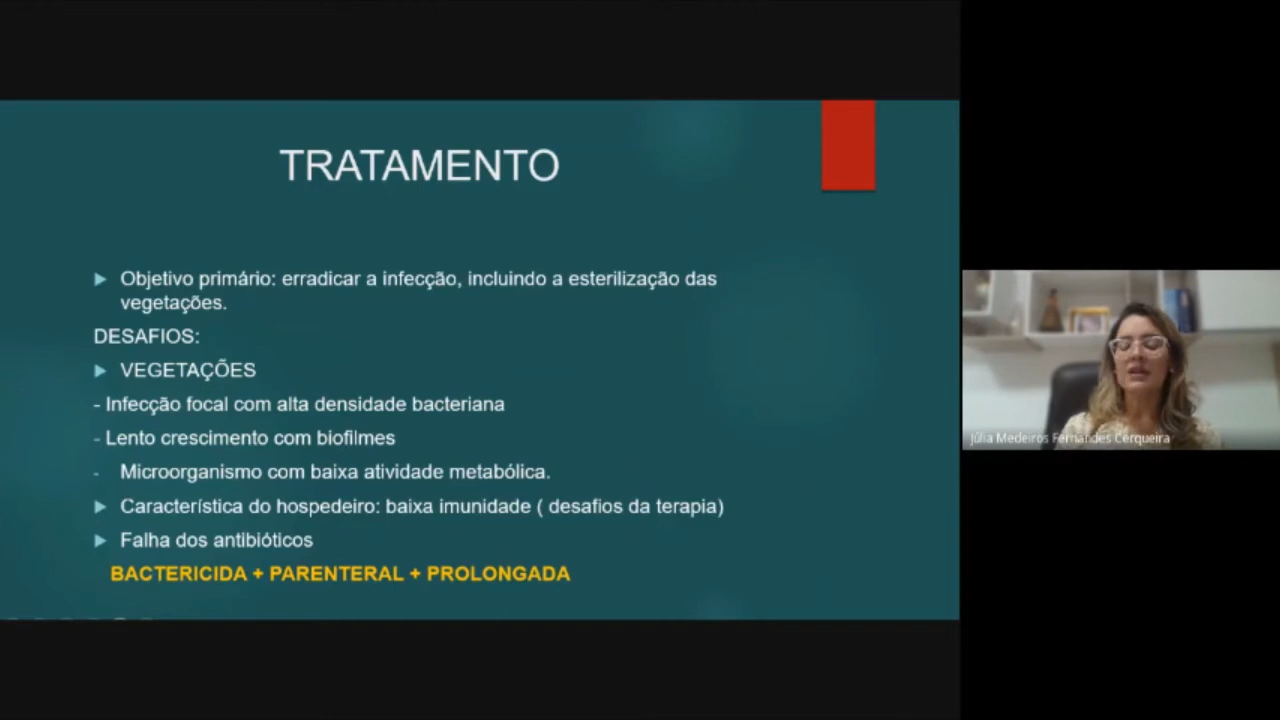 TRATAMENTO
Objetivo primário: erradicar a infecção, incluindo a esterilização das
vegetações.
DESAFIOS:
VEGETAÇÕES
- Infecção focal com alta densidade bacteriana
- Lento crescimento com biofilmes
- Microorganismo com baixa atividade metabólica.
Característica do hospedeiro: baixa imunidade ( desafios da terapia)
Falha dos antibióticos
BACTERICIDA + PARENTERAL + PROLONGADA
Júlia Medeiros Fernandes Cerqueira